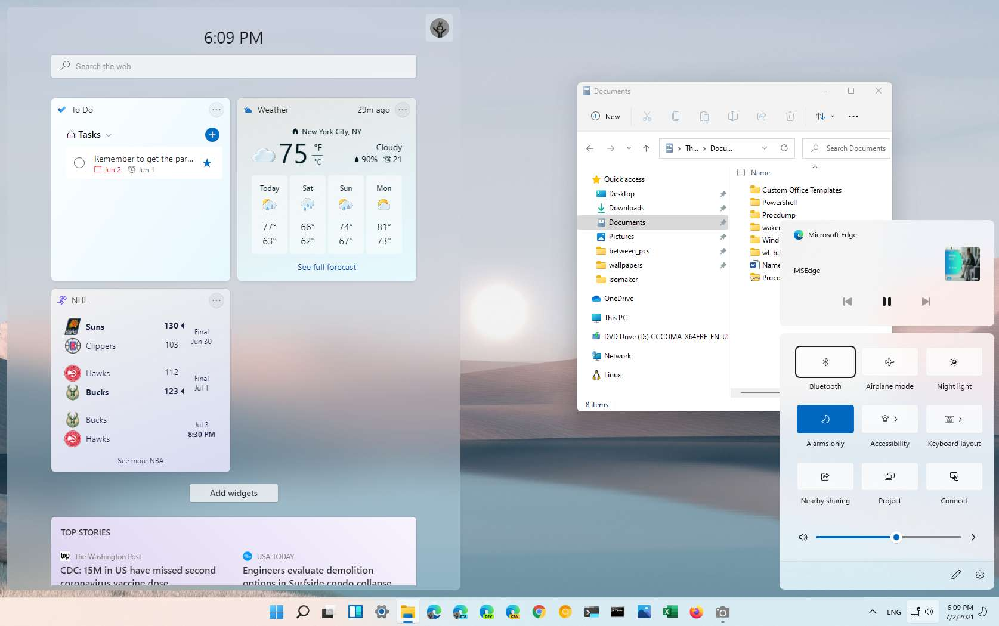 6:09 PM
Search the web
To Do
Tasks
Remember to get the par...
Jun 2 Jun 1
Weather 29m ago
New York City, NY
75 °F °C
Cloudy
90% 21
Today Sat Sun Mon
77° 66° 74° 81°
63° 62° 67° 73°
See full forecast
NHL
Suns 130
Clippers 103
Final
Jun 30
Hawks 112
Bucks 123
Final
Jul 1
Bucks
Hawks
Jul 3
8:30 PM
See more NBA
Add widgets
TOP STORIES
The Washington Post
CDC: 15M in US have missed second
coronavirus vaccine dose
USA TODAY
Engineers evaluate demolition
options in Surfside condo collapse
Documents
New
Th... Docu...
Search Documents
Quick access
Desktop
Downloads
Documents
Pictures
between_pcs
wallpapers
isomaker
OneDrive
This PC
DVD Drive (D:) CCCOMA_X64FRE_EN-US
Network
Linux
8 items
Name
Custom Office Templates
PowerShell
Procdump
waker
Wind
wt_ba
Name
Procd
Microsoft Edge
MSEdge
Bluetooth Airplane mode Night light
Alarms only Accessibility Keyboard layout
Nearby sharing Project Connect
BETA DEV CAN
ENG
6:09 PM
7/2/2021